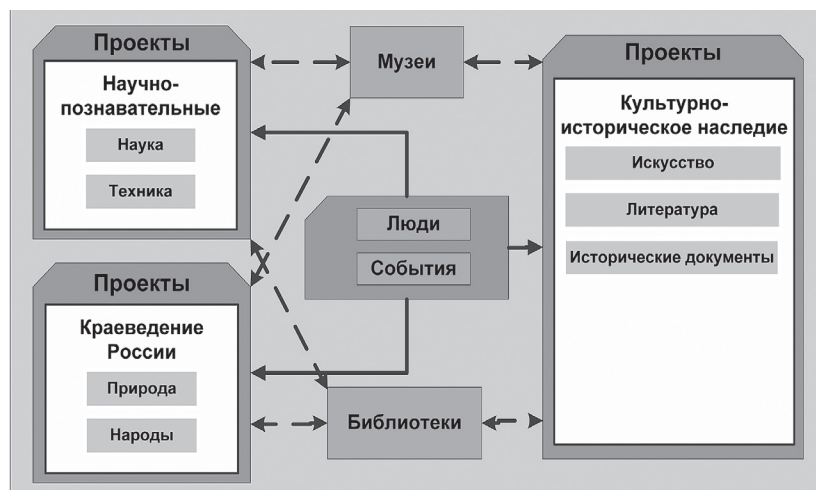 Проекты
Научно-
познавательные
Наука
Техника
Проекты
Краеведение
России
Природа
Народы
Музеи
Люди
События
Библиотеки
Проекты
Культурно-
историческое наследие
Искусство
Литература
Исторические документы